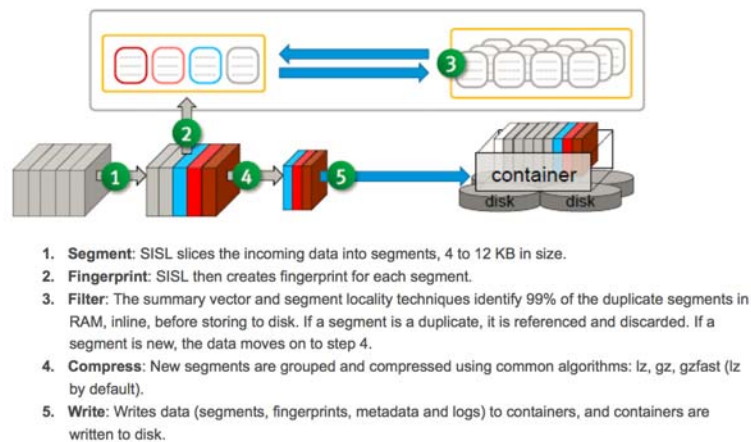 3
2
1
4
5
container
disk
disk
1. Segment: SISL slices the incoming data into segments, 4 to 12 KB in size.
2. Fingerprint: SISL then creates fingerprint for each segment.
3. Filter: The summary vector and segment locality techniques identify 99% of the duplicate segments in
RAM, inline, before storing to disk. If a segment is a duplicate, it is referenced and discarded. If a
segment is new, the data moves on to step 4.
4. Compress: New segments are grouped and compressed using common algorithms: lz, gz, gzfast (lz
by default).
5. Write: Writes data (segments, fingerprints, metadata and logs) to containers, and containers are
written to disk.